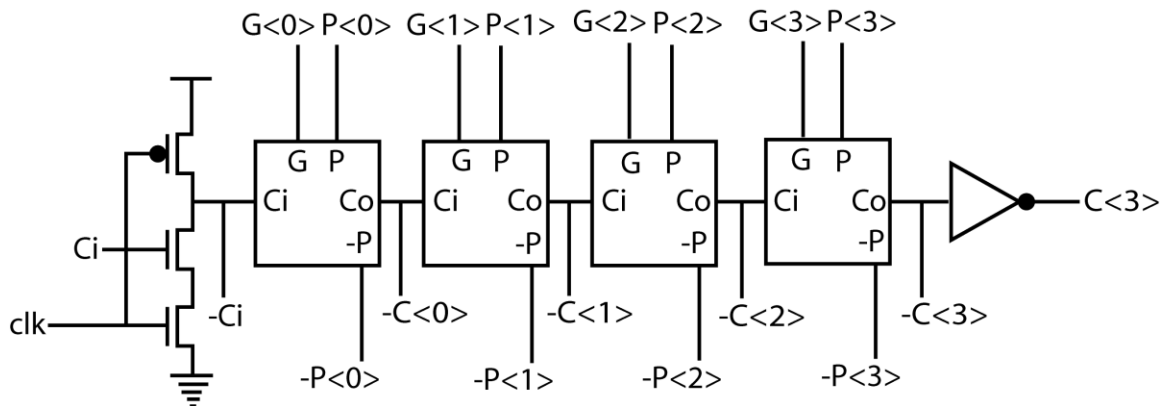 G<0> P<0> G<1> P<1> G<2> P<2> G<3> P<3>
G P G P G P G P
Ci Co Ci Co Ci Co Ci Co C<3>
-P -P -P -P
Ci
clk -Ci -C<0> -C<1> -C<2> -C<3>
-P<0> -P<1> -P<2> -P<3>